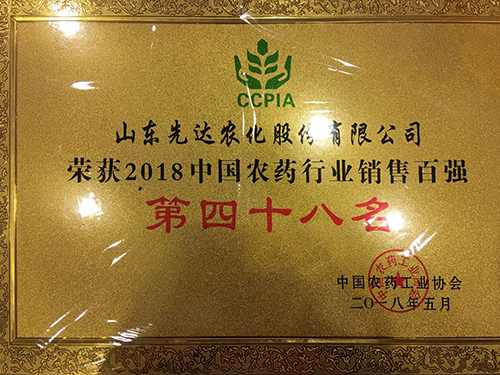 CCPIA
山东先达农化股份有限公司
荣获2018中国农药行业销售百强
第四十八名
中国农药工业协会
二〇一八年五月